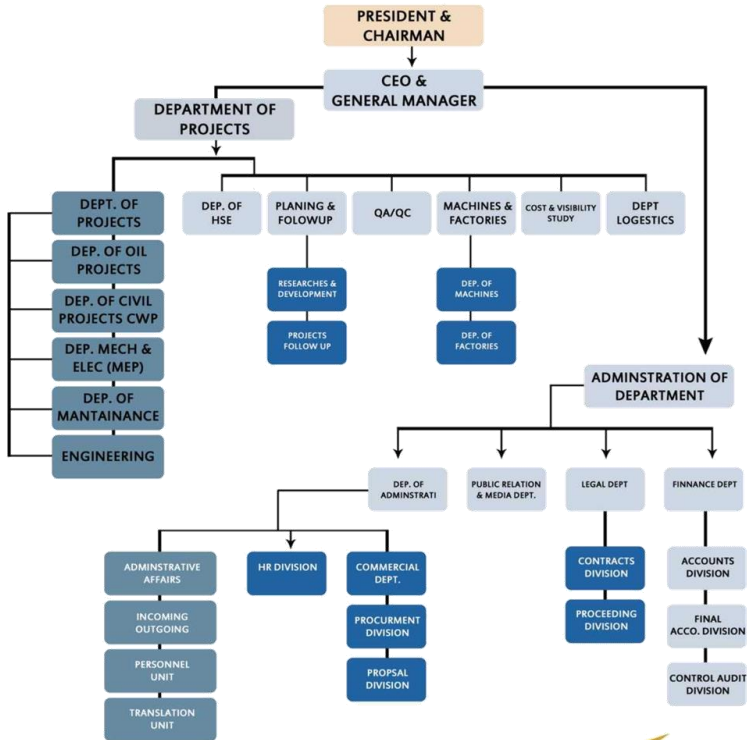 PRESIDENT &
CHAIRMAN
CEO &
GENERAL MANAGER
DEPARTMENT OF
PROJECTS
DEPT. OF
PROJECTS
DEP. OF OIL
PROJECTS
DEP. OF CIVIL
PROJECTS CWP
DEP. MECH &
ELEC (MEP)
DEP. OF
MANTAINANCE
ENGINEERING
DEP. OF
HSE
PLANING &
FOLOWUP
RESEARCHES &
DEVELOPMENT
PROJECTS
FOLLOW UP
QA/QC
MACHINES &
FACTORIES
DEP. OF
MACHINES
DEP. OF
FACTORIES
COST & VISIBILITY
STUDY
DEPT
LOGESTICS
ADMINSTRATION OF
DEPARTMENT
DEP. OF
ADMINSTRATI
PUBLIC RELATION
& MEDIA DEPT.
LEGAL DEPT
FINNANCE DEPT
ADMINSTRATIVE
AFFAIRS
INCOMING
OUTGOING
PERSONNEL
UNIT
TRANSLATION
UNIT
HR DIVISION
COMMERCIAL
DEPT.
PROCURMENT
DIVISION
PROPSAL
DIVISION
CONTRACTS
DIVISION
PROCEEDING
DIVISION
ACCOUNTS
DIVISION
FINAL
ACCO. DIVISION
CONTROL AUDIT
DIVISION